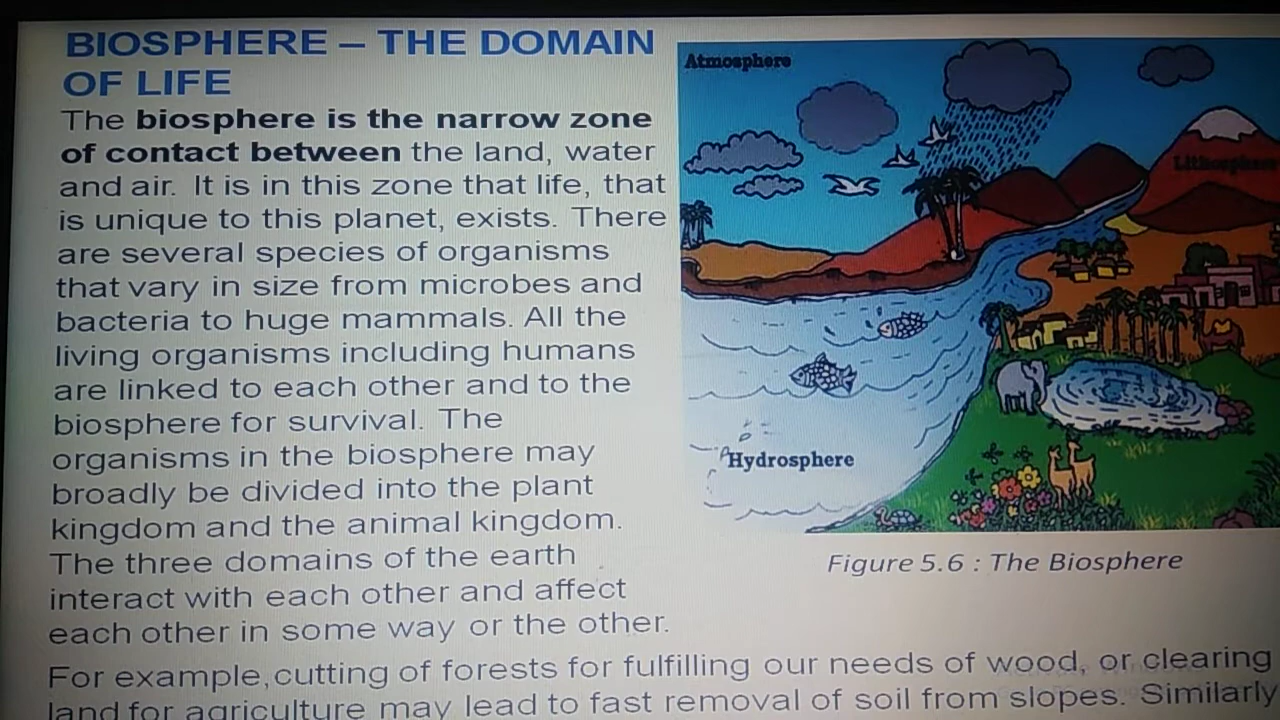 BIOSPHERE – THE DOMAIN
OF LIFE
The biosphere is the narrow zone
of contact between the land, water
and air. It is in this zone that life, that
is unique to this planet, exists. There
are several species of organisms
that vary in size from microbes and
bacteria to huge mammals. All the
living organisms including humans
are linked to each other and to the
biosphere for survival. The
organisms in the biosphere may
broadly be divided into the plant
kingdom and the animal kingdom.
The three domains of the earth
interact with each other and affect
each other in some way or the other.
Atmosphere
Lithosphere
Hydrosphere
Figure 5.6 : The Biosphere
For example, cutting of forests for fulfilling our needs of wood, or clearing
land for agriculture may lead to fast removal of soil from slopes. Similarly